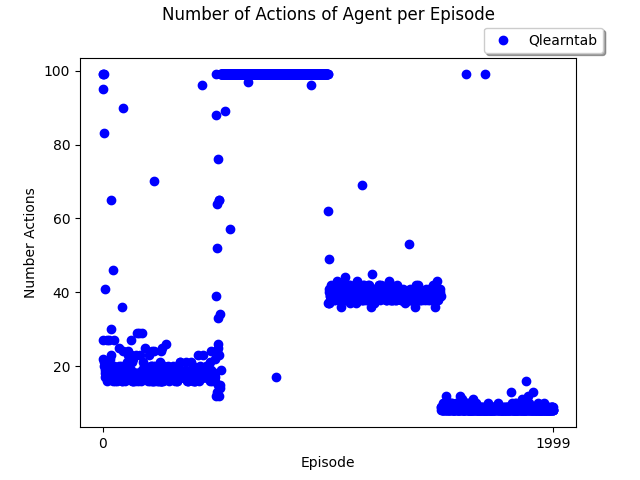 Number of Actions of Agent per Episode
Qlearntab
100
80
60
40
20
Number Actions
0
1999
Episode